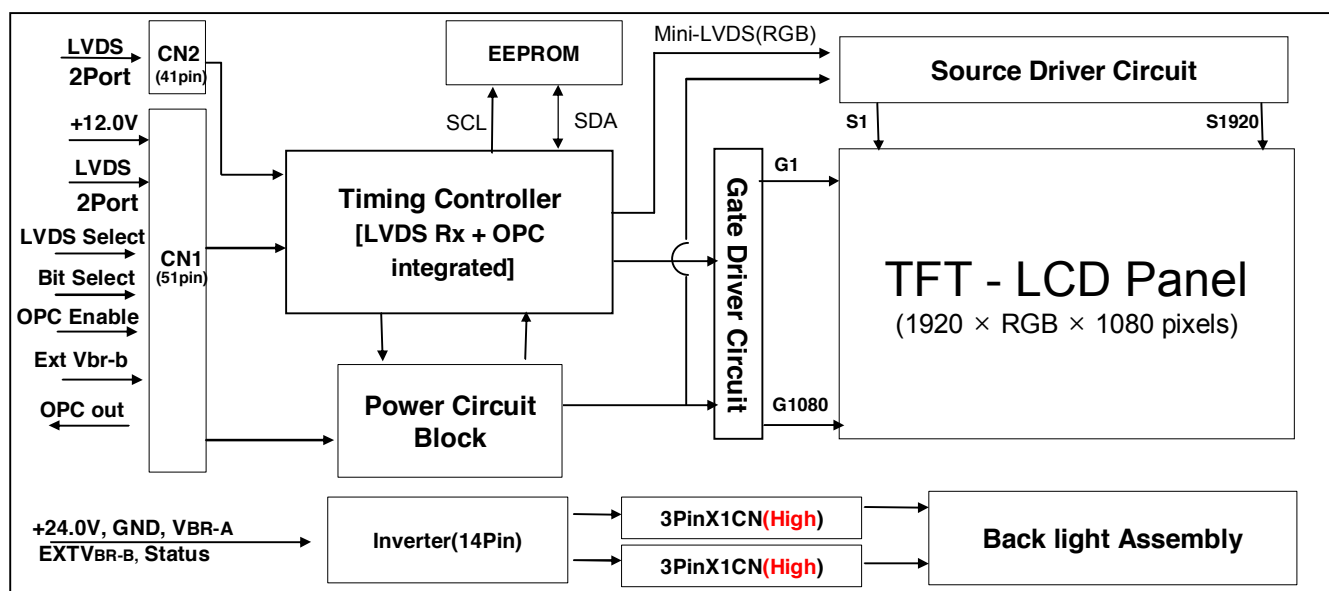 LVDS
2Port
CN2
(41pin)
EEPROM
Mini-LVDS(RGB)
Source Driver Circuit
+12.0V
SCL
SDA
S1
S1920
LVDS
2Port
LVDS Select
Bit Select
OPC Enable
Ext Vbr-b
OPC out
CN1
(51pin)
Timing Controller
[LVDS Rx + OPC
integrated]
Gate Driver Circuit
G1
G1080
TFT - LCD Panel
(1920 × RGB × 1080 pixels)
Power Circuit
Block
+24.0V, GND, VBR-A
EXTVBR-B, Status
Inverter(14Pin)
3PinX1CN(High)
3PinX1CN(High)
Back light Assembly